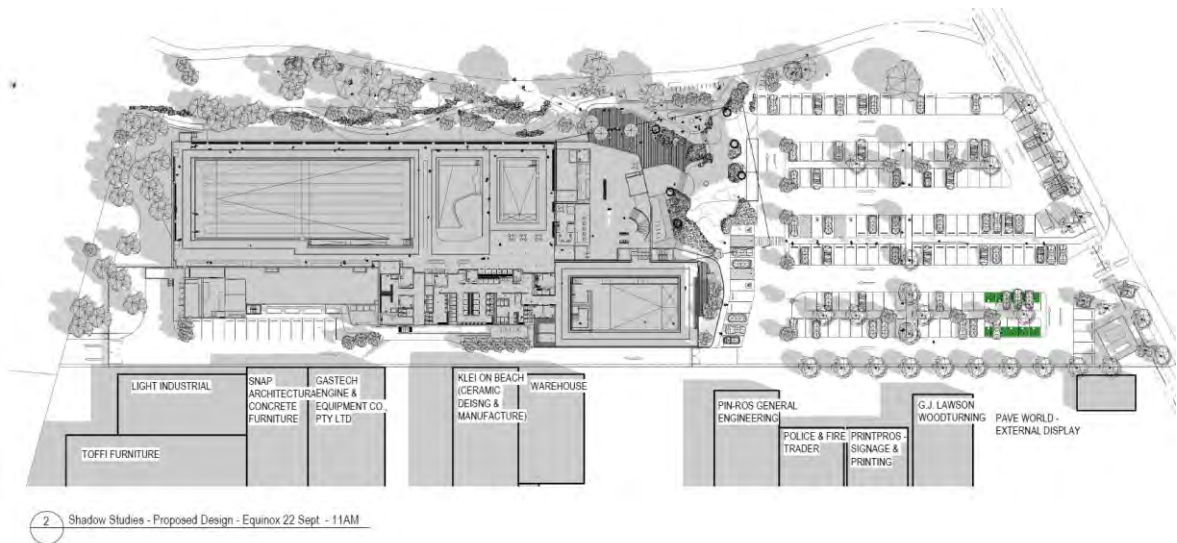 LIGHT INDUSTRIAL
TOFFI FURNITURE
SNAP
ARCHITECTURAL
CONCRETE
FURNITURE
GASTECH
ENGINE &
EQUIPMENT CO.,
PTY LTD
KLEI ON BEACH
(CERAMIC
DEISNG &
MANUFACTURE)
WAREHOUSE
PIN-ROS GENERAL
ENGINEERING
POLICE & FIRE
TRADER
PRINTPROS -
SIGNAGE &
PRINTING
G.J. LAWSON
WOODTURNING
PAVE WORLD -
EXTERNAL DISPLAY
2 Shadow Studies - Proposed Design - Equinox 22 Sept - 11AM